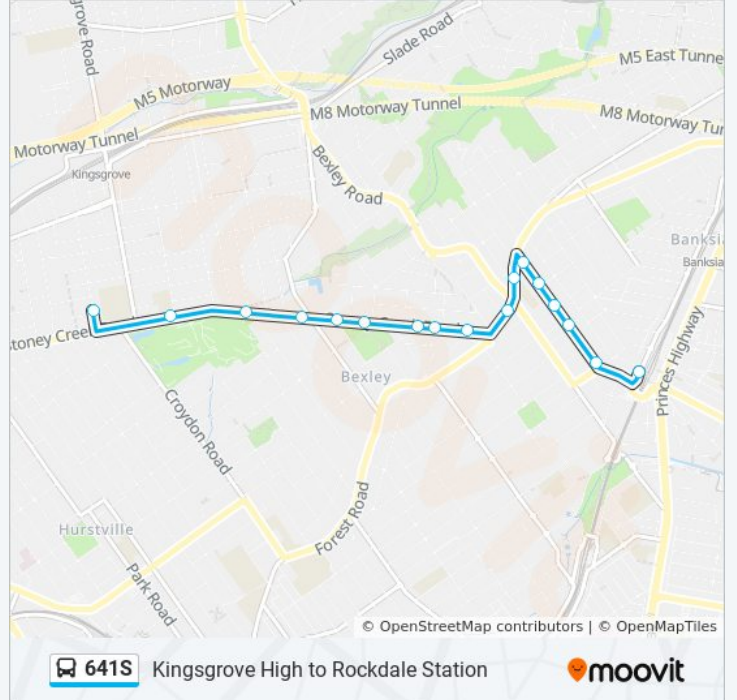 grove Road
Slade Road
M5 East Tunne
M5 Motorway
M8 Motorway Tunnel
M8 Motorway Tur
Motorway Tunnel
Kingsgrove
Bexley Road
Banksia
Banksia
toney Cree
Princes Highway
Bexley
Croydon Road
Forest Road
Hurstville
Park Road
© OpenStreetMap contributors | © OpenMapTiles
641S Kingsgrove High to Rockdale Station
moovit